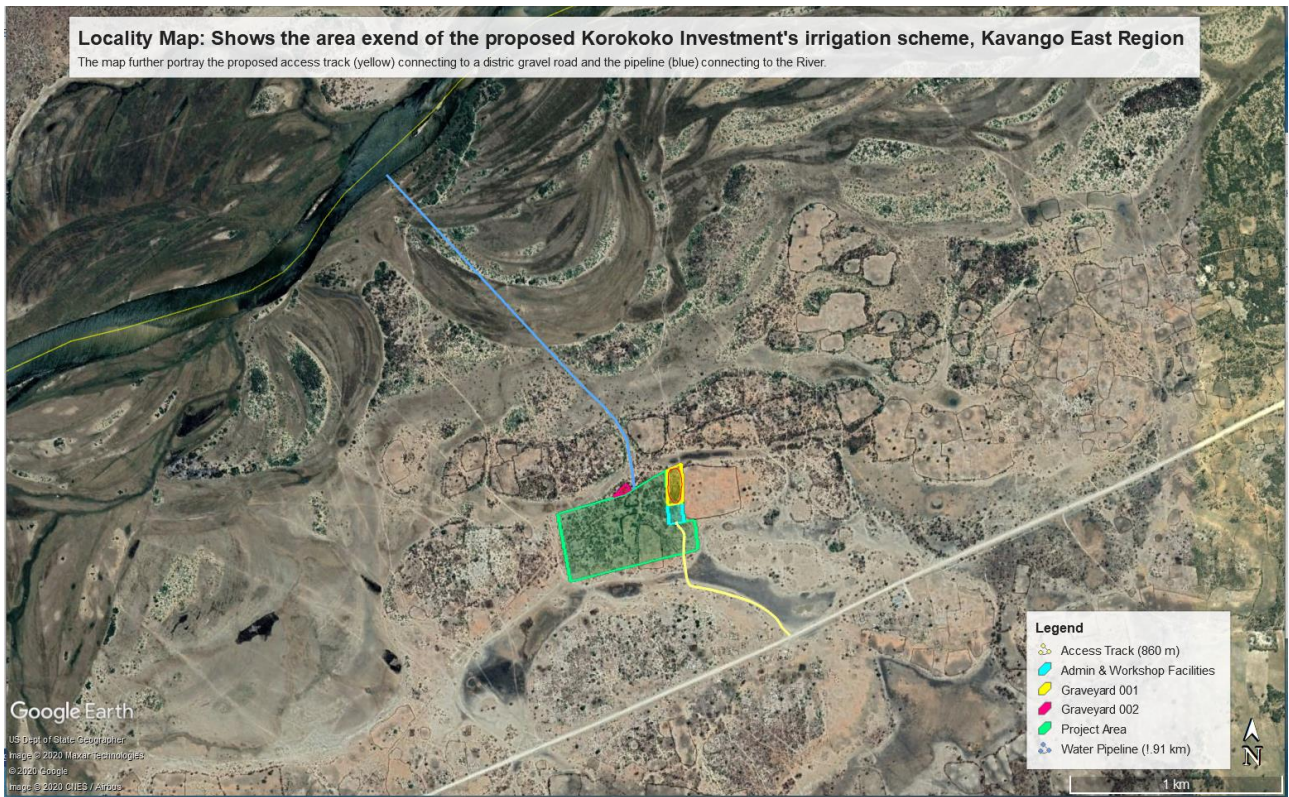 Locality Map: Shows the area exend of the proposed Korokoko Investment's irrigation scheme, Kavango East Region
The map further portray the proposed access track (yellow) connecting to a distric gravel road and the pipeline (blue) connecting to the River.
Legend
Access Track (860 m)
Admin & Workshop Facilities
Graveyard 001
Graveyard 002
Project Area
Water Pipeline (1.91 km)
Google Earth
US Dept of State Geographer
Image © 2020 Maxar Technologies
© 2020 Google
Image © 2020 CNES / Airbus
N
1 km